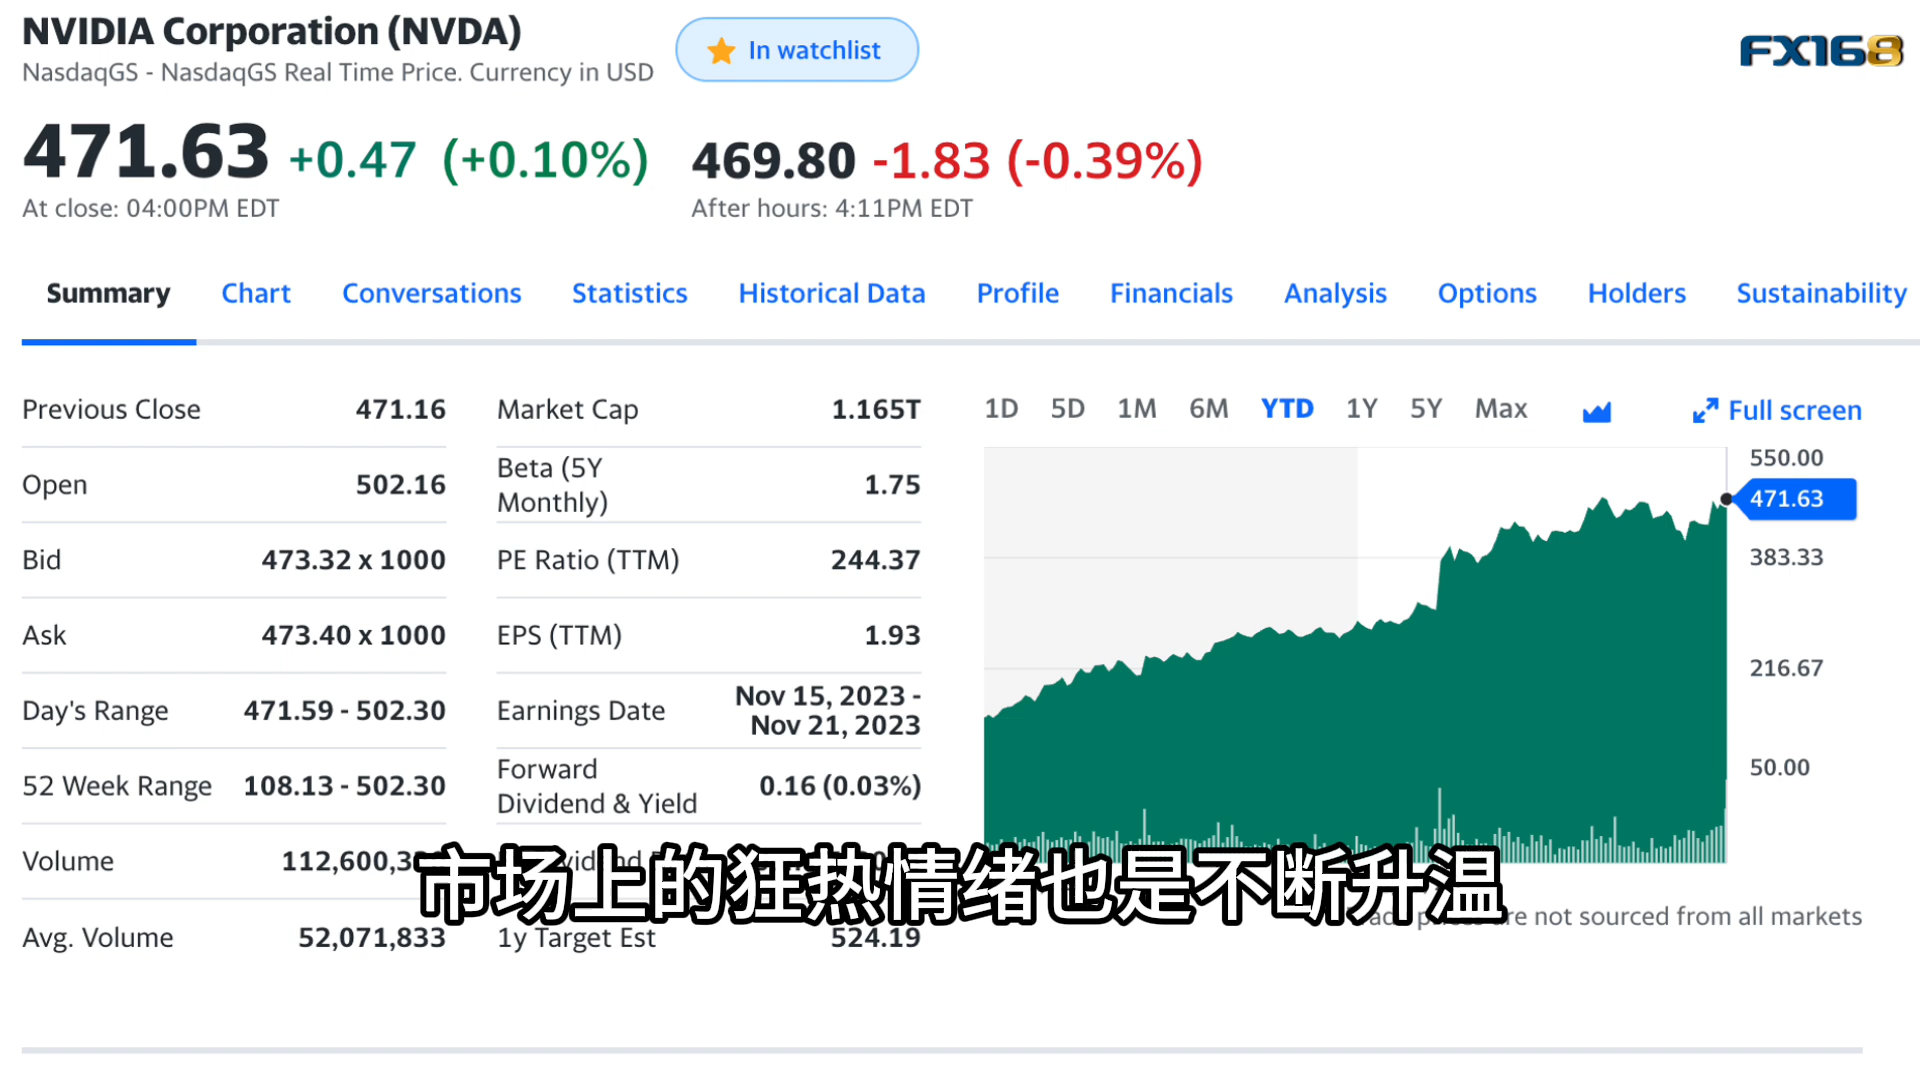 NVIDIA Corporation (NVDA)
In watchlist
FX168
NasdaqGS - NasdaqGS Real Time Price. Currency in USD
471.63 +0.47 (+0.10%) 469.80 -1.83 (-0.39%)
At close: 04:00PM EDT After hours: 4:11PM EDT
Summary Chart Conversations Statistics Historical Data Profile Financials Analysis Options Holders Sustainability
Previous Close 471.16
Open 502.16
Bid 473.32 x 1000
Ask 473.40 x 1000
Day's Range 471.59 - 502.30
52 Week Range 108.13 - 502.30
Volume 112,600,3
Avg. Volume 52,071,833
Market Cap 1.165T
Beta (5Y
Monthly) 1.75
PE Ratio (TTM) 244.37
EPS (TTM) 1.93
Earnings Date Nov 15, 2023 -
Nov 21, 2023
Forward
Dividend & Yield 0.16 (0.03%)
1y Target Est 524.19
1D 5D 1M 6M YTD 1Y 5Y Max Full screen
550.00
471.63
383.33
216.67
50.00
not sourced from all markets
市场上的狂热情绪也是不断升温